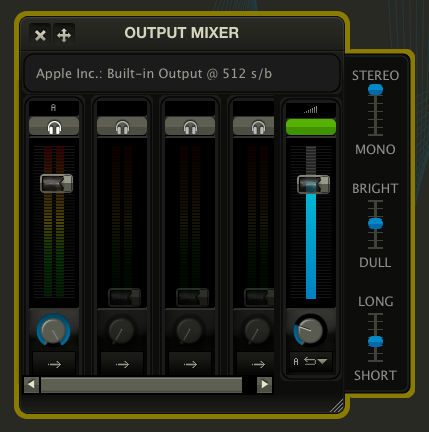 OUTPUT MIXER
Apple Inc.: Built-in Output @ 512 s/b
A
A
STEREO
MONO
BRIGHT
DULL
LONG
SHORT